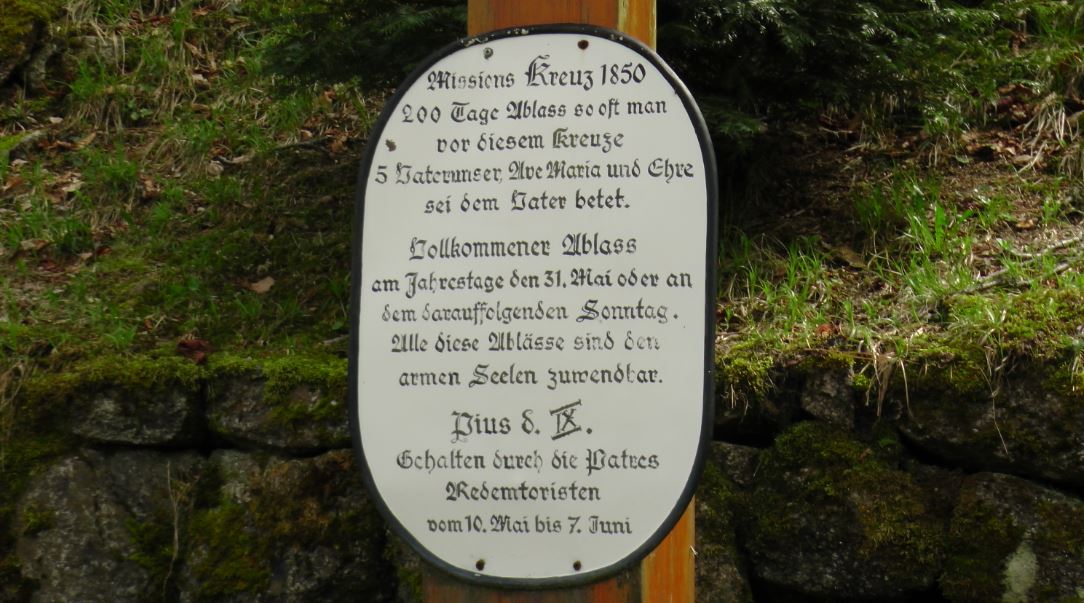 Missions Kreuz 1850
200 Tage Ablass so oft man
vor diesem Kreuze
5 Vaterunser, Ave Maria und Ehre
sei dem Vater betet.
Vollkommener Ablass
am Jahrestage den 31. Mai oder an
dem darauffolgenden Sonntag.
Alle diese Ablässe sind den
armen Seelen zuwendbar.
Pius d. IX.
Gehalten durch die Patres
Redemtoristen
vom 10. Mai bis 7. Juni